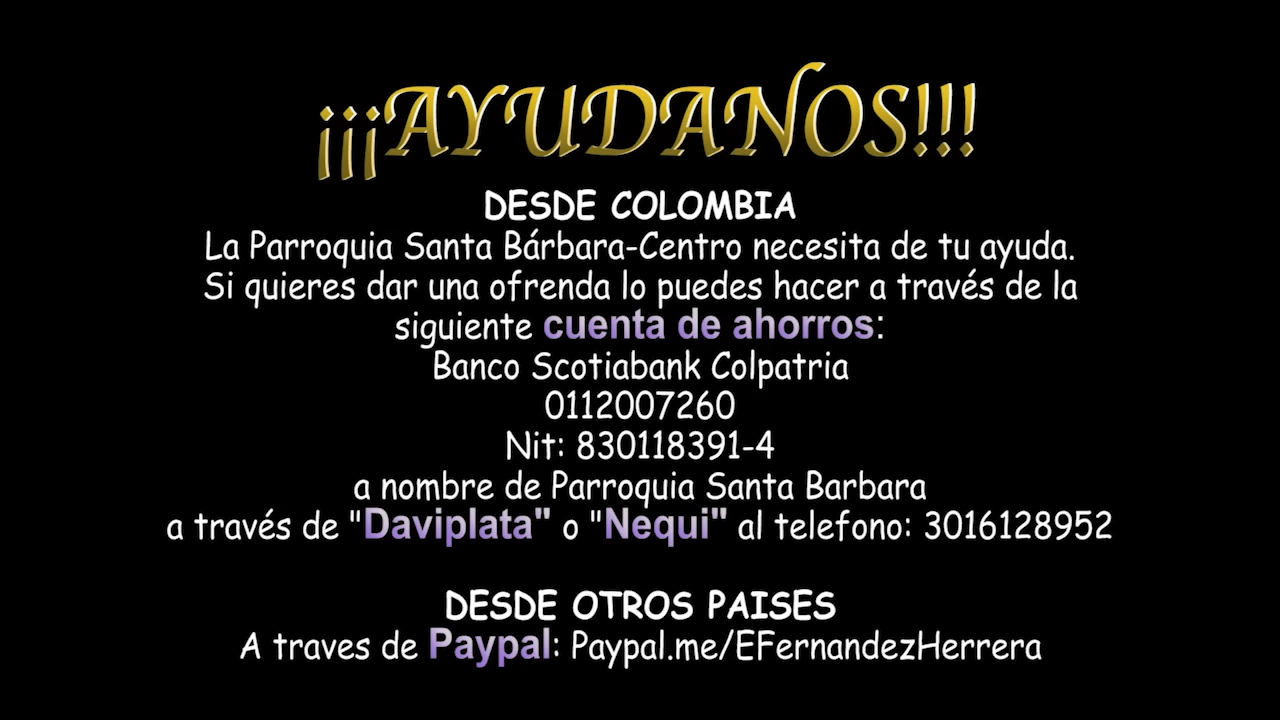 ¡¡¡AYUDANOS!!!
DESDE COLOMBIA
La Parroquia Santa Bárbara-Centro necesita de tu ayuda.
Si quieres dar una ofrenda lo puedes hacer a través de la
siguiente cuenta de ahorros:
Banco Scotiabank Colpatria
0112007260
Nit: 830118391-4
a nombre de Parroquia Santa Barbara
a través de "Daviplata" o "Nequi" al telefono: 3016128952
DESDE OTROS PAISES
A traves de Paypal: Paypal.me/EFernandezHerrera